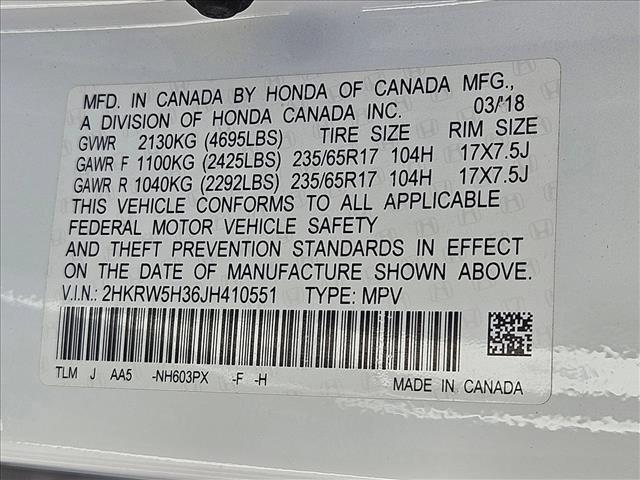 MFD. IN CANADA BY HONDA OF CANADA MFG.,
A DIVISION OF HONDA CANADA INC. 03/18
GVWR 2130KG (4695LBS) TIRE SIZE RIM SIZE
GAWR F 1100KG (2425LBS) 235/65R17 104H 17X7.5J
GAWR R 1040KG (2292LBS) 235/65R17 104H 17X7.5J
THIS VEHICLE CONFORMS TO ALL APPLICABLE
FEDERAL MOTOR VEHICLE SAFETY
AND THEFT PREVENTION STANDARDS IN EFFECT
ON THE DATE OF MANUFACTURE SHOWN ABOVE.
V.I.N.: 2HKRW5H36JH410551 TYPE: MPV
TLM J AA5 -NH603PX -F -H
MADE IN CANADA